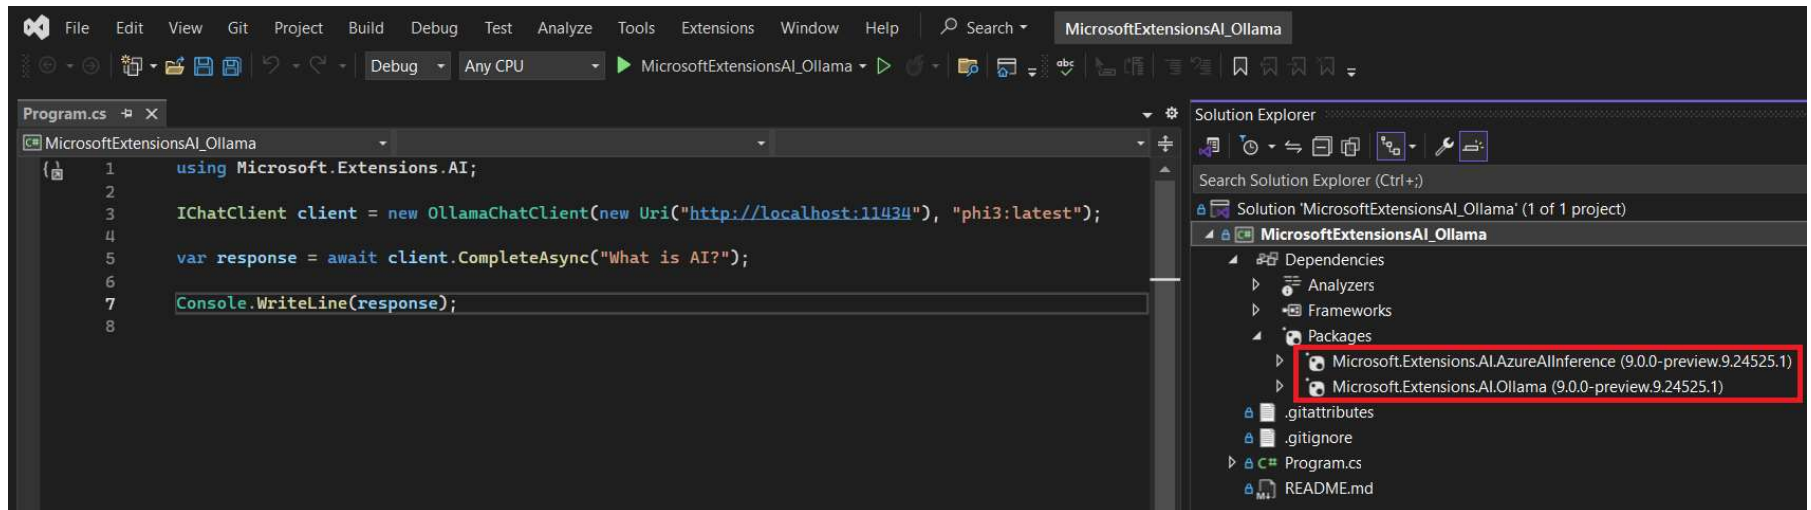 File Edit View Git Project Build Debug Test Analyze Tools Extensions Window Help Search MicrosoftExtensionsAI_Ollama
Debug Any CPU MicrosoftExtensionsAI_Ollama
Program.cs
MicrosoftExtensionsAI_Ollama
1 using Microsoft.Extensions.AI;
2
3 IChatClient client = new OllamaChatClient(new Uri("http://localhost:11434"), "phi3:latest");
4
5 var response = await client.CompleteAsync("What is AI?");
6
7 Console.WriteLine(response);
8
Solution Explorer
Search Solution Explorer (Ctrl+;)
Solution 'MicrosoftExtensionsAI_Ollama' (1 of 1 project)
C# MicrosoftExtensionsAI_Ollama
Dependencies
Analyzers
Frameworks
Packages
Microsoft.Extensions.AI.AzureAIInference (9.0.0-preview.9.24525.1)
Microsoft.Extensions.AI.Ollama (9.0.0-preview.9.24525.1)
.gitattributes
.gitignore
C# Program.cs
README.md